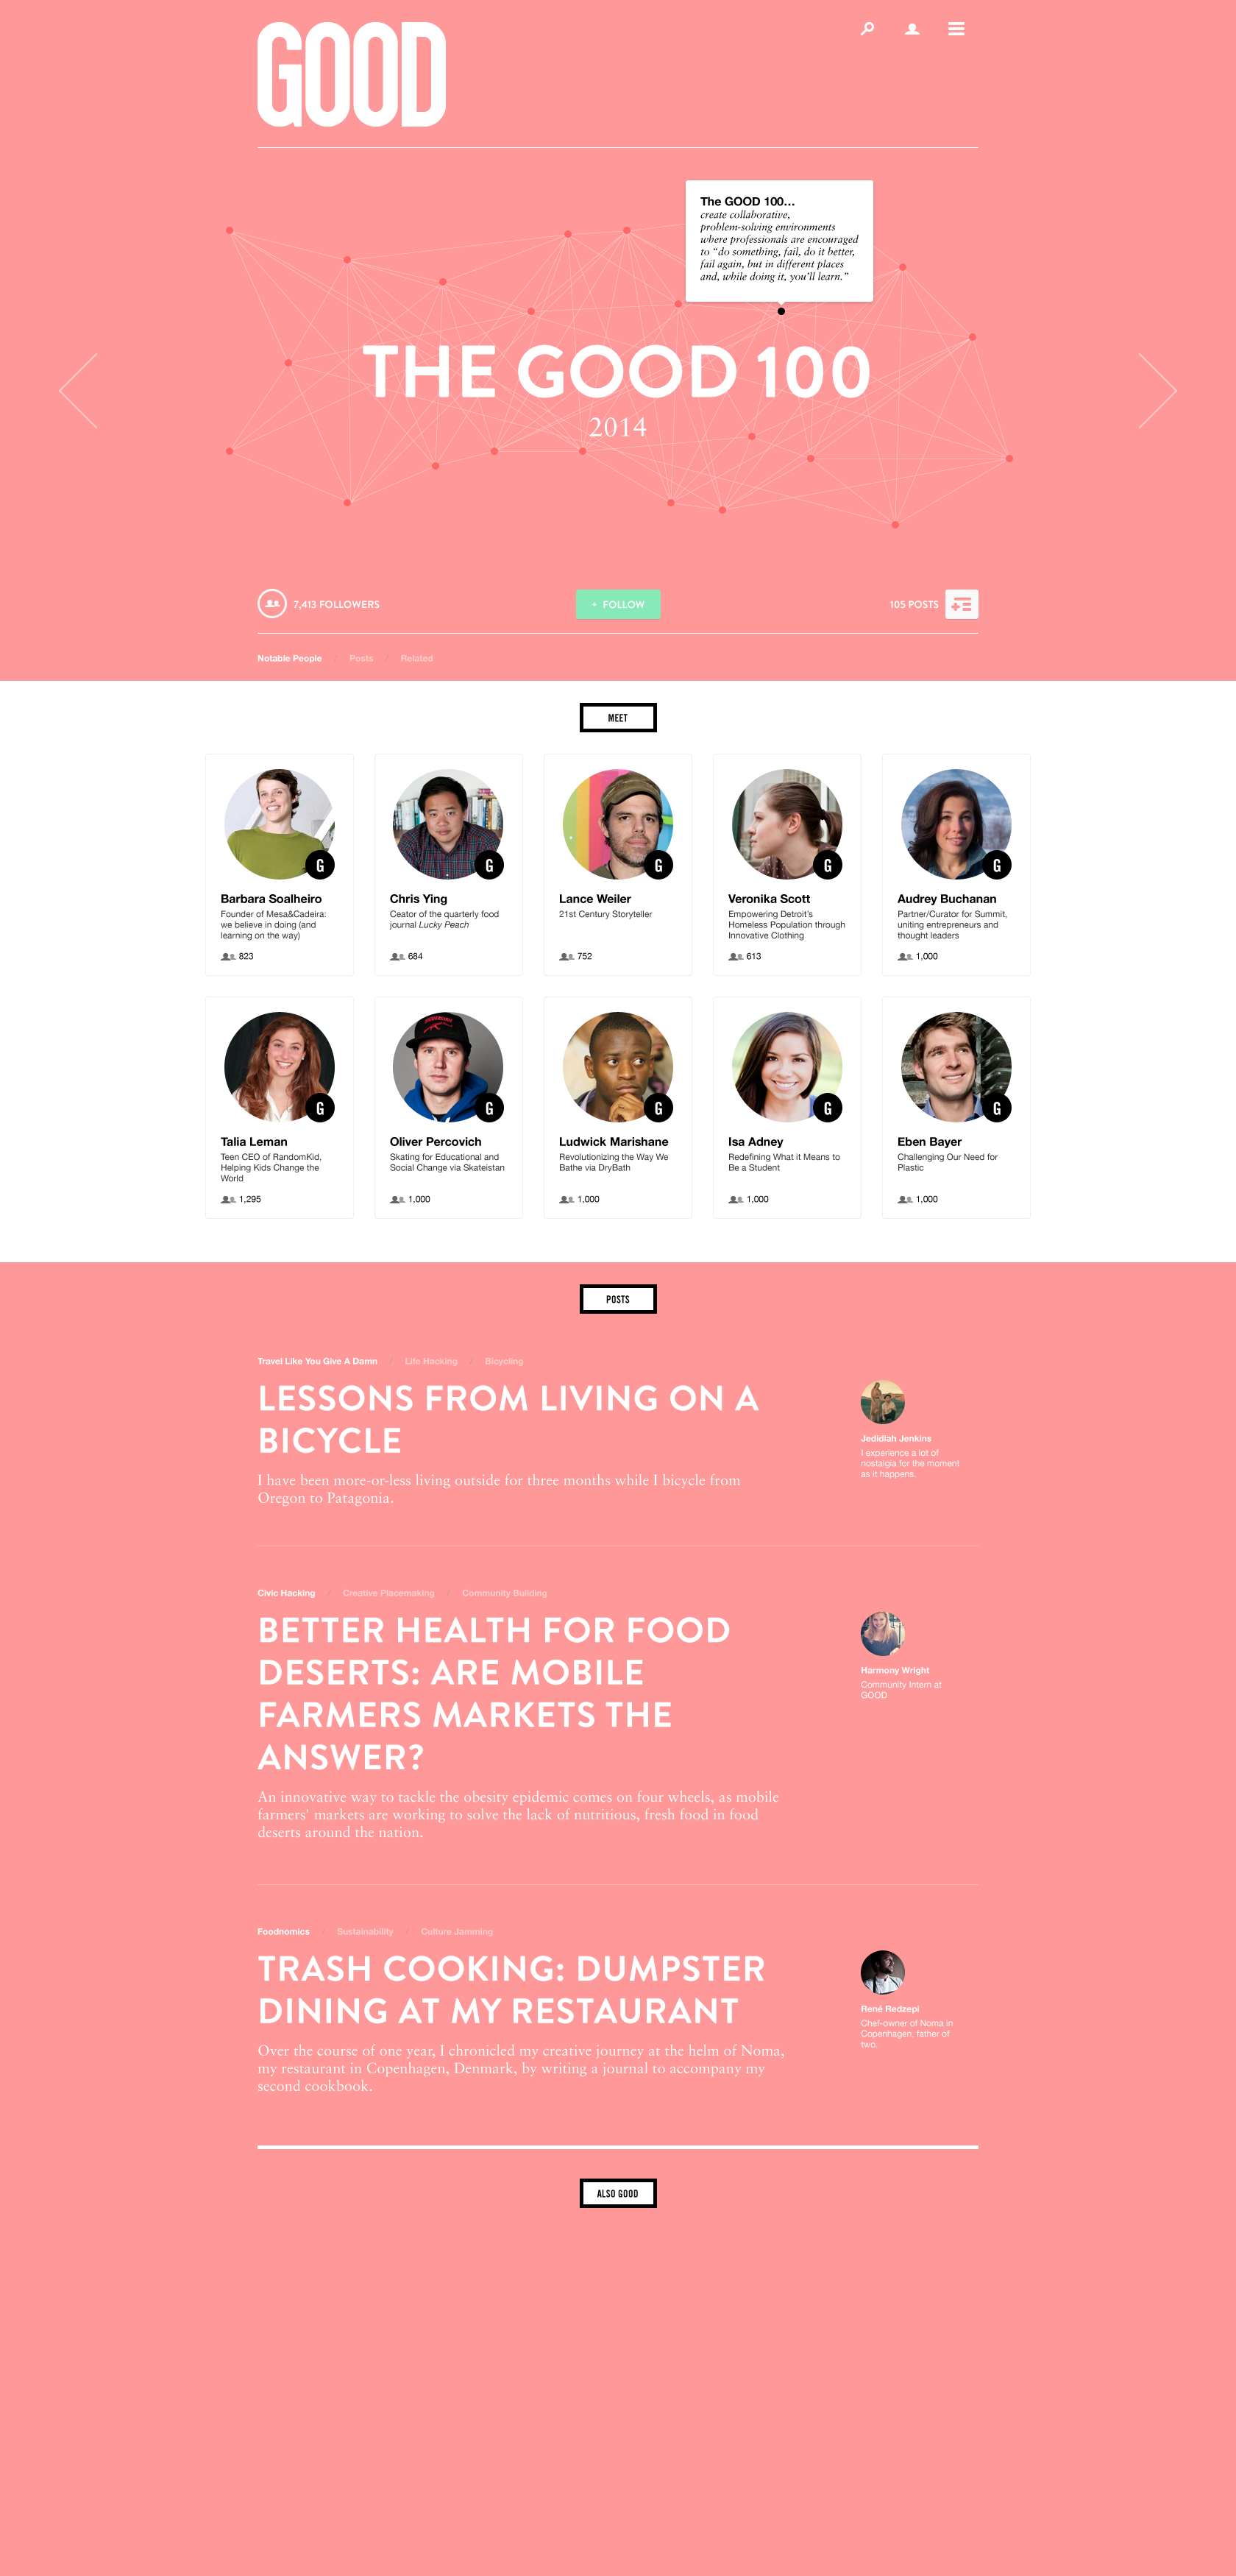 GOOD
The GOOD 100...
create collaborative,
problem-solving environments
where professionals are encouraged
to “do something, fail, do it better,
fail again, but in different places
and, while doing it, you’ll learn.”
THE GOOD 100
2014
7,413 FOLLOWERS
+ FOLLOW
105 POSTS
Notable People / Posts / Related
MEET
G
G
G
G
G
Barbara Soalheiro
Founder of Mesa&Cadeira:
we believe in doing (and
learning on the way)
823
Chris Ying
Ceator of the quarterly food
journal Lucky Peach
684
Lance Weiler
21st Century Storyteller
752
Veronika Scott
Empowering Detroit’s
Homeless Population through
Innovative Clothing
613
Audrey Buchanan
Partner/Curator for Summit,
uniting entrepreneurs and
thought leaders
1,000
G
G
G
G
G
Talia Leman
Teen CEO of RandomKid,
Helping Kids Change the
World
1,295
Oliver Percovich
Skating for Educational and
Social Change via Skateistan
1,000
Ludwick Marishane
Revolutionizing the Way We
Bathe via DryBath
1,000
Isa Adney
Redefining What it Means to
Be a Student
1,000
Eben Bayer
Challenging Our Need for
Plastic
1,000
POSTS
Travel Like You Give A Damn / Life Hacking / Bicycling
LESSONS FROM LIVING ON A
BICYCLE
I have been more-or-less living outside for three months while I bicycle from
Oregon to Patagonia.
Jedidiah Jenkins
I experience a lot of
nostalgia for the moment
as it happens.
Civic Hacking / Creative Placemaking / Community Building
BETTER HEALTH FOR FOOD
DESERTS: ARE MOBILE
FARMERS MARKETS THE
ANSWER?
An innovative way to tackle the obesity epidemic comes on four wheels, as mobile
farmers' markets are working to solve the lack of nutritious, fresh food in food
deserts around the nation.
Harmony Wright
Community Intern at
GOOD
Foodnomics / Sustainability / Culture Jamming
TRASH COOKING: DUMPSTER
DINING AT MY RESTAURANT
Over the course of one year, I chronicled my creative journey at the helm of Noma,
my restaurant in Copenhagen, Denmark, by writing a journal to accompany my
second cookbook.
René Redzepi
Chef-owner of Noma in
Copenhagen, father of
two.
ALSO GOOD